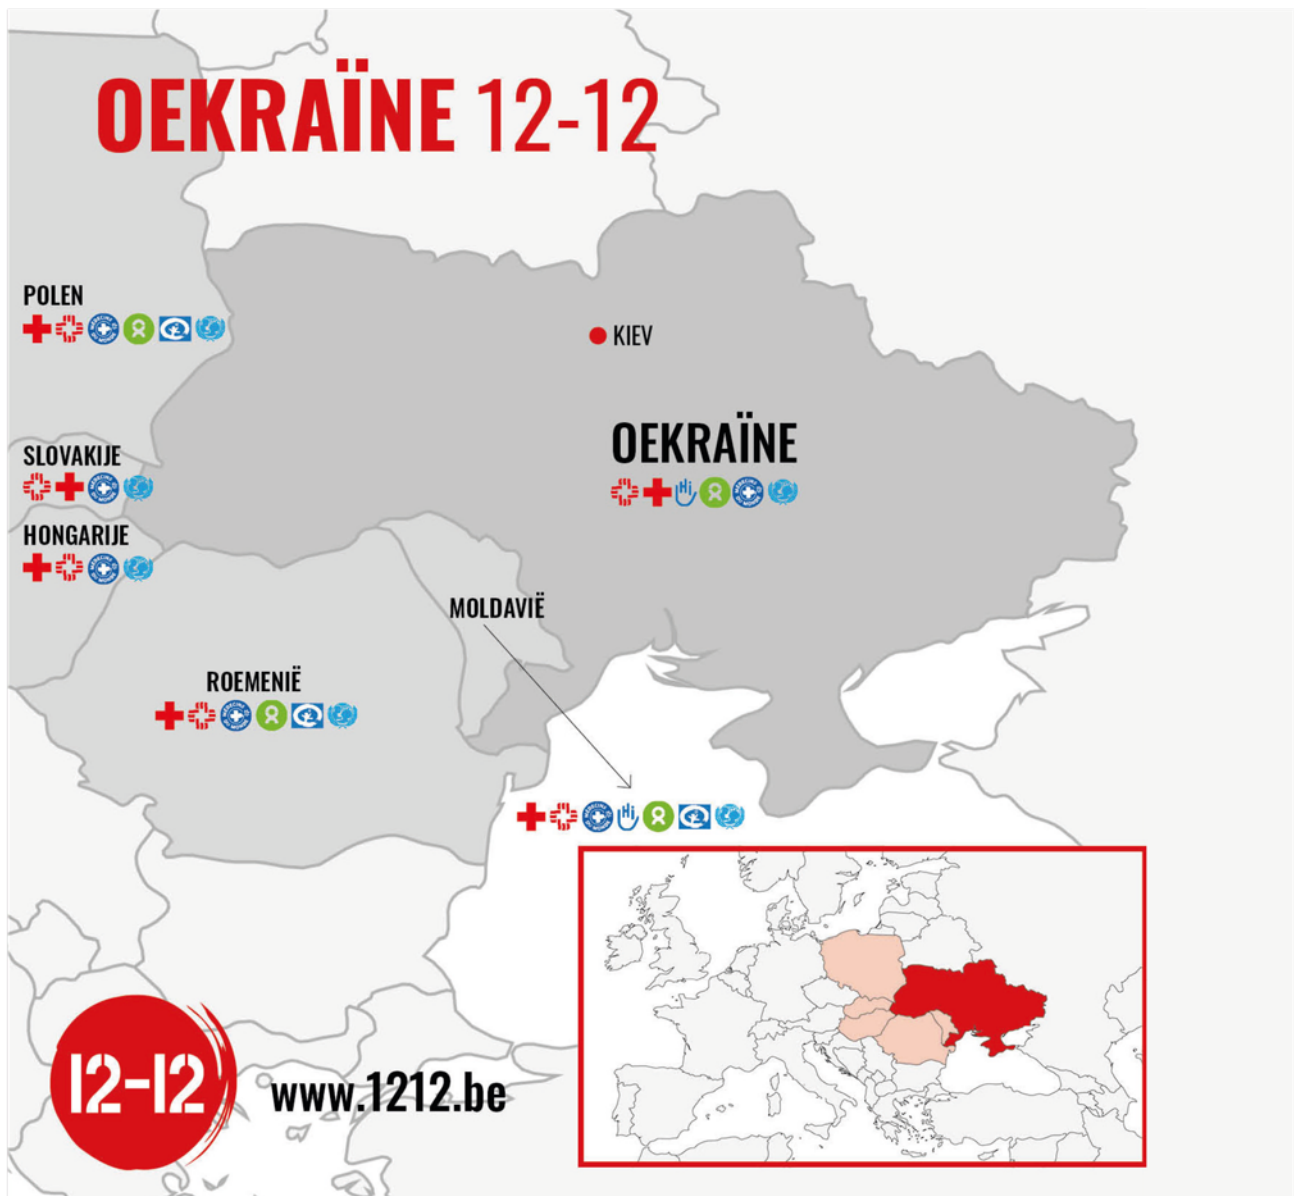 OEKRAÏNE 12-12
POLEN
KIEV
OEKRAÏNE
SLOVAKIJE
HONGARIJE
MOLDAVIË
ROEMENIË
12-12
www.1212.be